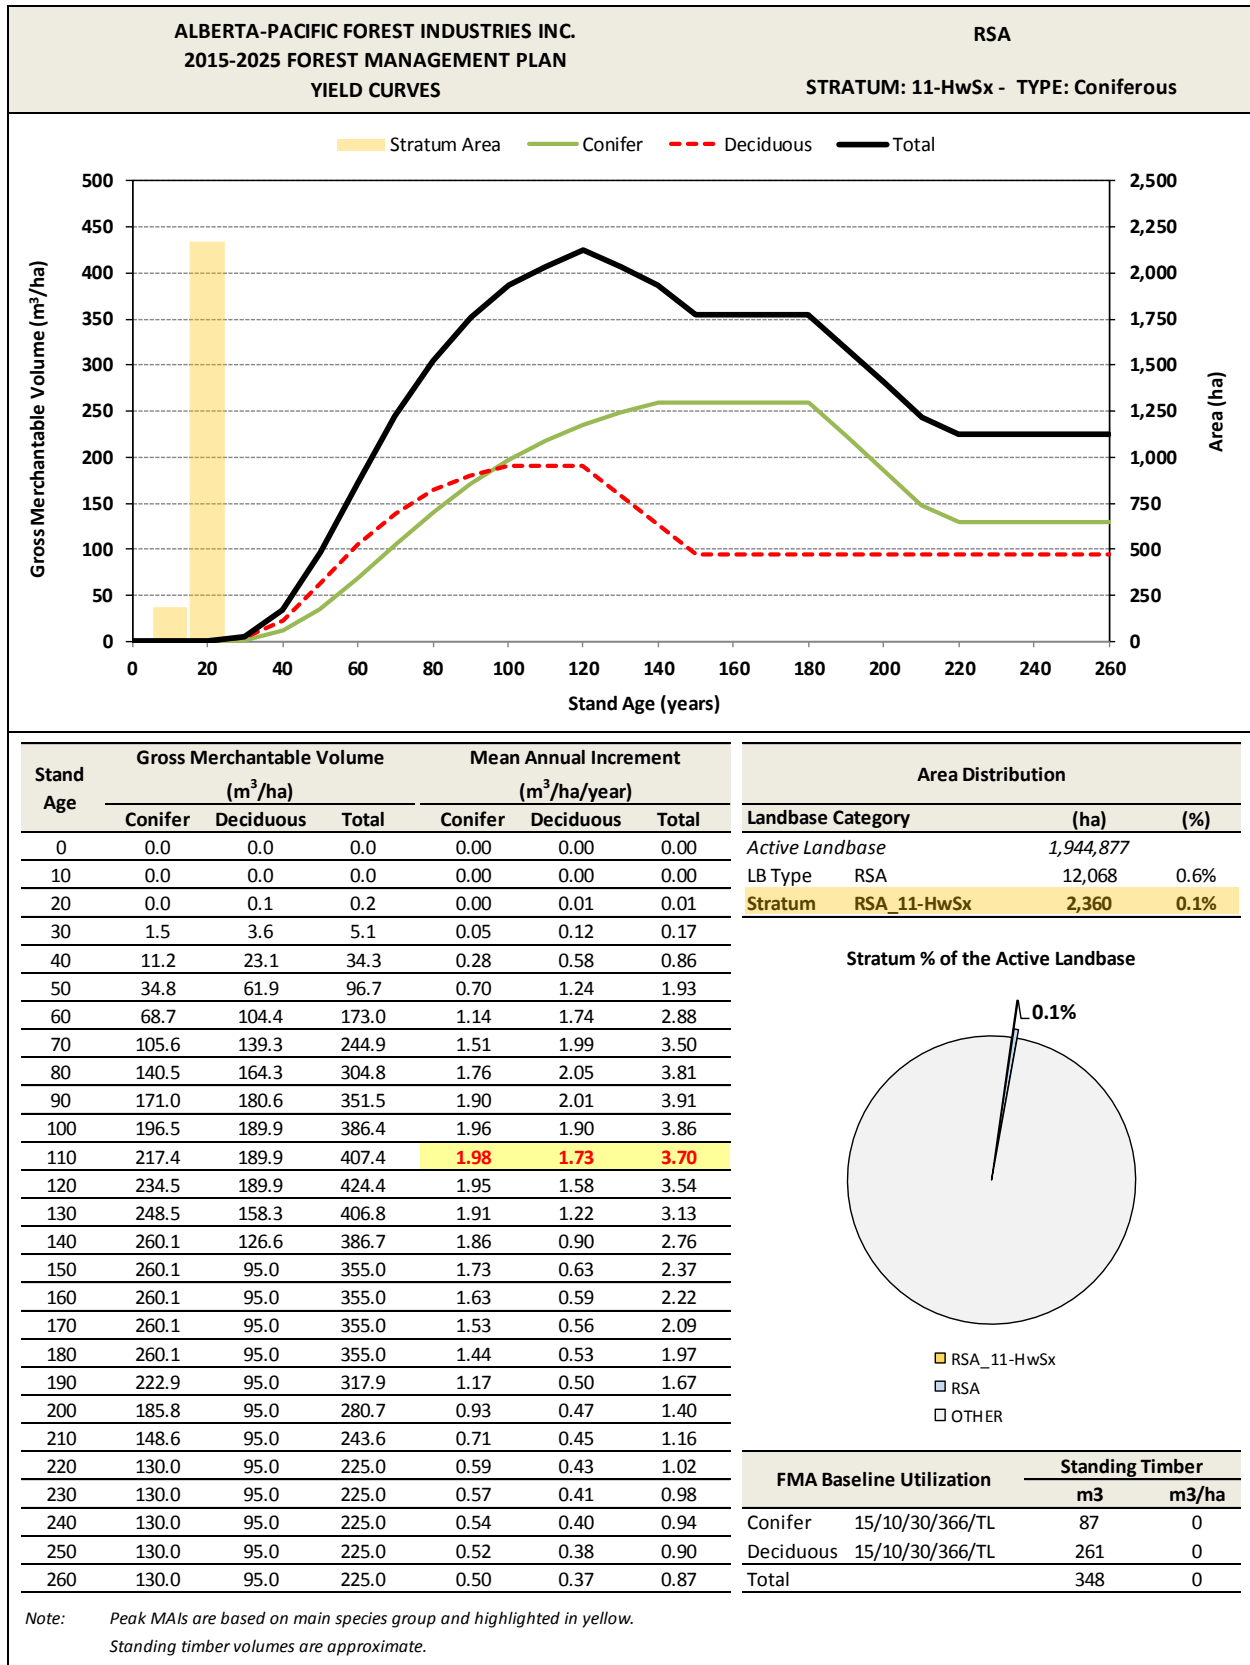 ALBERTA-PACIFIC FOREST INDUSTRIES INC.
2015-2025 FOREST MANAGEMENT PLAN
YIELD CURVES
RSA
STRATUM: 11-HwSx - TYPE: Coniferous
Stratum Area Conifer Deciduous Total
Gross Merchantable Volume (m³/ha)
500
450
400
350
300
250
200
150
100
50
0
2,500
2,250
2,000
1,750
1,500
1,250
1,000
750
500
250
0
Area (ha)
0 20 40 60 80 100 120 140 160 180 200 220 240 260
Stand Age (years)
Stand Age Gross Merchantable Volume (m³/ha) Mean Annual Increment (m³/ha/year)
Conifer Deciduous Total Conifer Deciduous Total
0 0.0 0.0 0.0 0.00 0.00 0.00
10 0.0 0.0 0.0 0.00 0.00 0.00
20 0.0 0.1 0.2 0.00 0.01 0.01
30 1.5 3.6 5.1 0.05 0.12 0.17
40 11.2 23.1 34.3 0.28 0.58 0.86
50 34.8 61.9 96.7 0.70 1.24 1.93
60 68.7 104.4 173.0 1.14 1.74 2.88
70 105.6 139.3 244.9 1.51 1.99 3.50
80 140.5 164.3 304.8 1.76 2.05 3.81
90 171.0 180.6 351.5 1.90 2.01 3.91
100 196.5 189.9 386.4 1.96 1.90 3.86
110 217.4 189.9 407.4 1.98 1.73 3.70
120 234.5 189.9 424.4 1.95 1.58 3.54
130 248.5 158.3 406.8 1.91 1.22 3.13
140 260.1 126.6 386.7 1.86 0.90 2.76
150 260.1 95.0 355.0 1.73 0.63 2.37
160 260.1 95.0 355.0 1.63 0.59 2.22
170 260.1 95.0 355.0 1.53 0.56 2.09
180 260.1 95.0 355.0 1.44 0.53 1.97
190 222.9 95.0 317.9 1.17 0.50 1.67
200 185.8 95.0 280.7 0.93 0.47 1.40
210 148.6 95.0 243.6 0.71 0.45 1.16
220 130.0 95.0 225.0 0.59 0.43 1.02
230 130.0 95.0 225.0 0.57 0.41 0.98
240 130.0 95.0 225.0 0.54 0.40 0.94
250 130.0 95.0 225.0 0.52 0.38 0.90
260 130.0 95.0 225.0 0.50 0.37 0.87
Area Distribution
Landbase Category (ha) (%)
Active Landbase 1,944,877
LB Type RSA 12,068 0.6%
Stratum RSA_11-HwSx 2,360 0.1%
Stratum % of the Active Landbase
0.1%
RSA_11-HwSx
RSA
OTHER
FMA Baseline Utilization Standing Timber
m3 m3/ha
Conifer 15/10/30/366/TL 87 0
Deciduous 15/10/30/366/TL 261 0
Total 348 0
Note: Peak MAIs are based on main species group and highlighted in yellow.
Standing timber volumes are approximate.